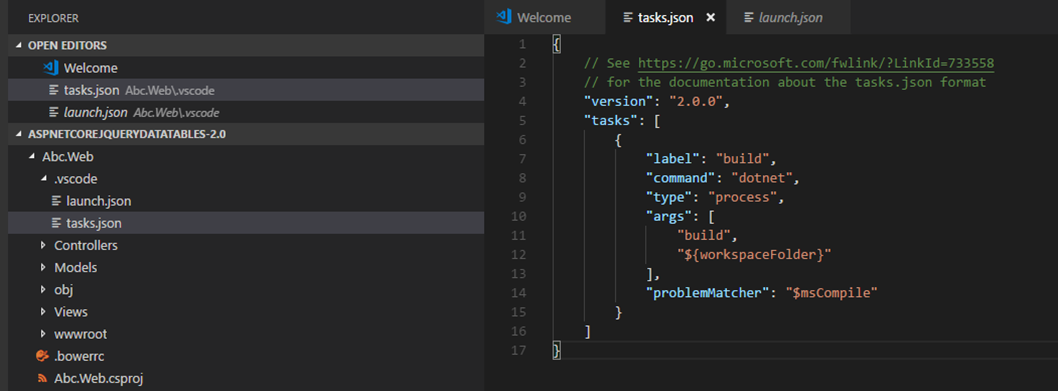 EXPLORER
OPEN EDITORS
Welcome
tasks.json Abc.Web\.vscode
launch.json Abc.Web\.vscode
ASPNETCOREJQUERYDATATABLES-2.0
Abc.Web
.vscode
launch.json
tasks.json
Controllers
Models
obj
Views
wwwroot
.bowerrc
Abc.Web.csproj
Welcome tasks.json launch.json
1 {
2 // See https://go.microsoft.com/fwlink/?LinkId=733558
3 // for the documentation about the tasks.json format
4 "version": "2.0.0",
5 "tasks": [
6 {
7 "label": "build",
8 "command": "dotnet",
9 "type": "process",
10 "args": [
11 "build",
12 "${workspaceFolder}"
13 ],
14 "problemMatcher": "$msCompile"
15 }
16 ]
17 }